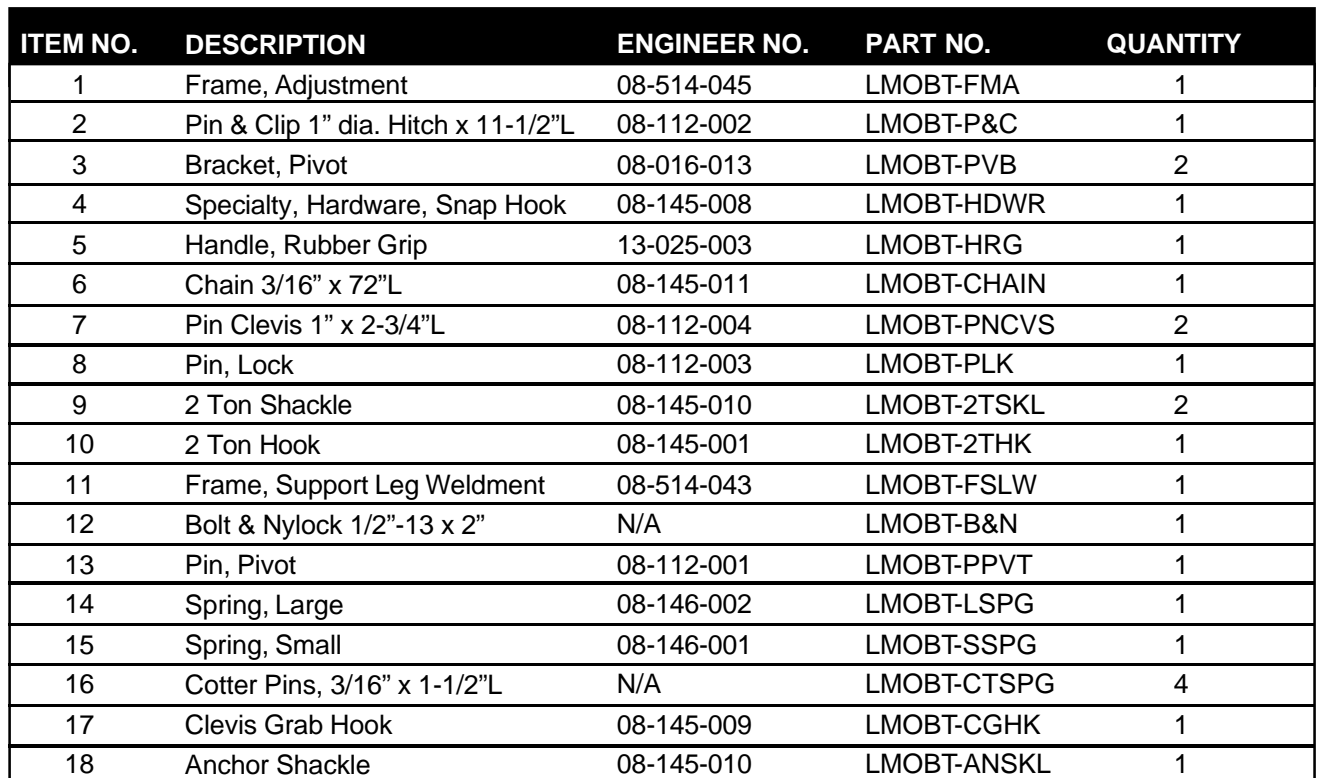 ITEM NO. DESCRIPTION ENGINEER NO. PART NO. QUANTITY
1 Frame, Adjustment 08-514-045 LMOBT-FMA 1
2 Pin & Clip 1” dia. Hitch x 11-1/2”L 08-112-002 LMOBT-P&C 1
3 Bracket, Pivot 08-016-013 LMOBT-PVB 2
4 Specialty, Hardware, Snap Hook 08-145-008 LMOBT-HDWR 1
5 Handle, Rubber Grip 13-025-003 LMOBT-HRG 1
6 Chain 3/16” x 72”L 08-145-011 LMOBT-CHAIN 1
7 Pin Clevis 1” x 2-3/4”L 08-112-004 LMOBT-PNCVS 2
8 Pin, Lock 08-112-003 LMOBT-PLK 1
9 2 Ton Shackle 08-145-010 LMOBT-2TSKL 2
10 2 Ton Hook 08-145-001 LMOBT-2THK 1
11 Frame, Support Leg Weldment 08-514-043 LMOBT-FSLW 1
12 Bolt & Nylock 1/2”-13 x 2” N/A LMOBT-B&N 1
13 Pin, Pivot 08-112-001 LMOBT-PPVT 1
14 Spring, Large 08-146-002 LMOBT-LSPG 1
15 Spring, Small 08-146-001 LMOBT-SSPG 1
16 Cotter Pins, 3/16” x 1-1/2”L N/A LMOBT-CTSPG 4
17 Clevis Grab Hook 08-145-009 LMOBT-CGHK 1
18 Anchor Shackle 08-145-010 LMOBT-ANSKL 1